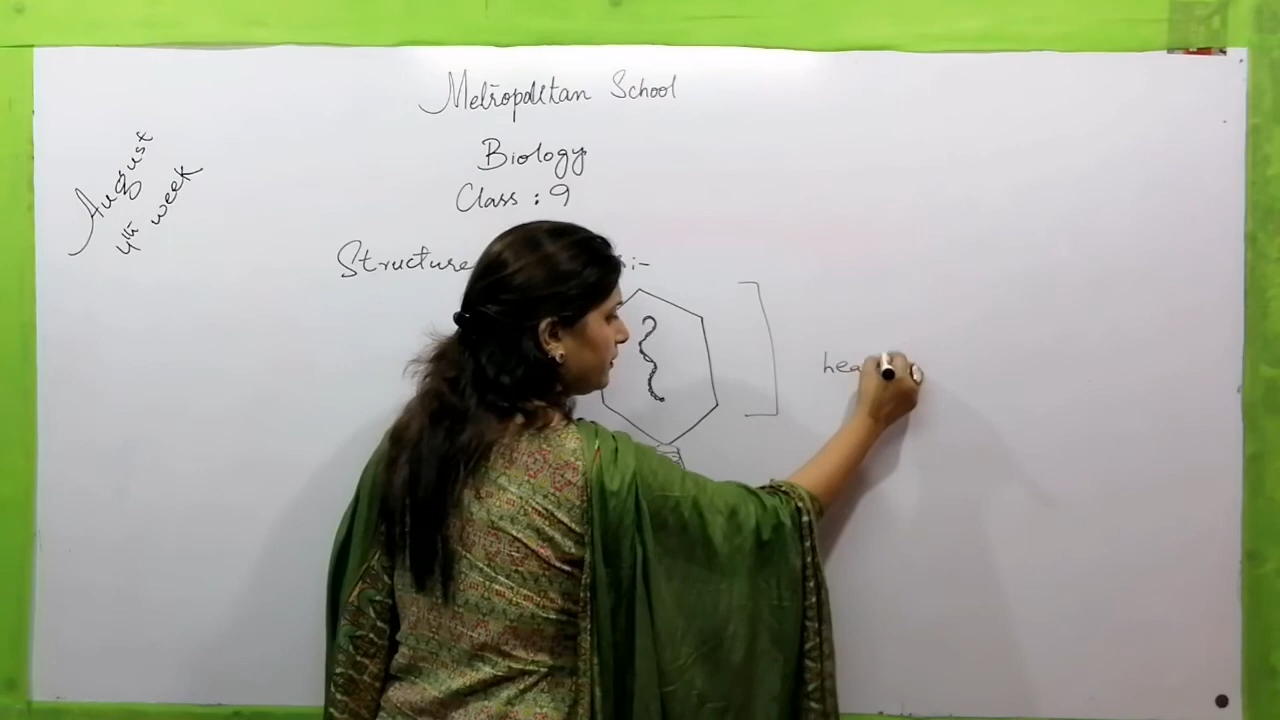 Metropolitan School
Biology
Class : 9
August
4th week
Structure
:-
hea